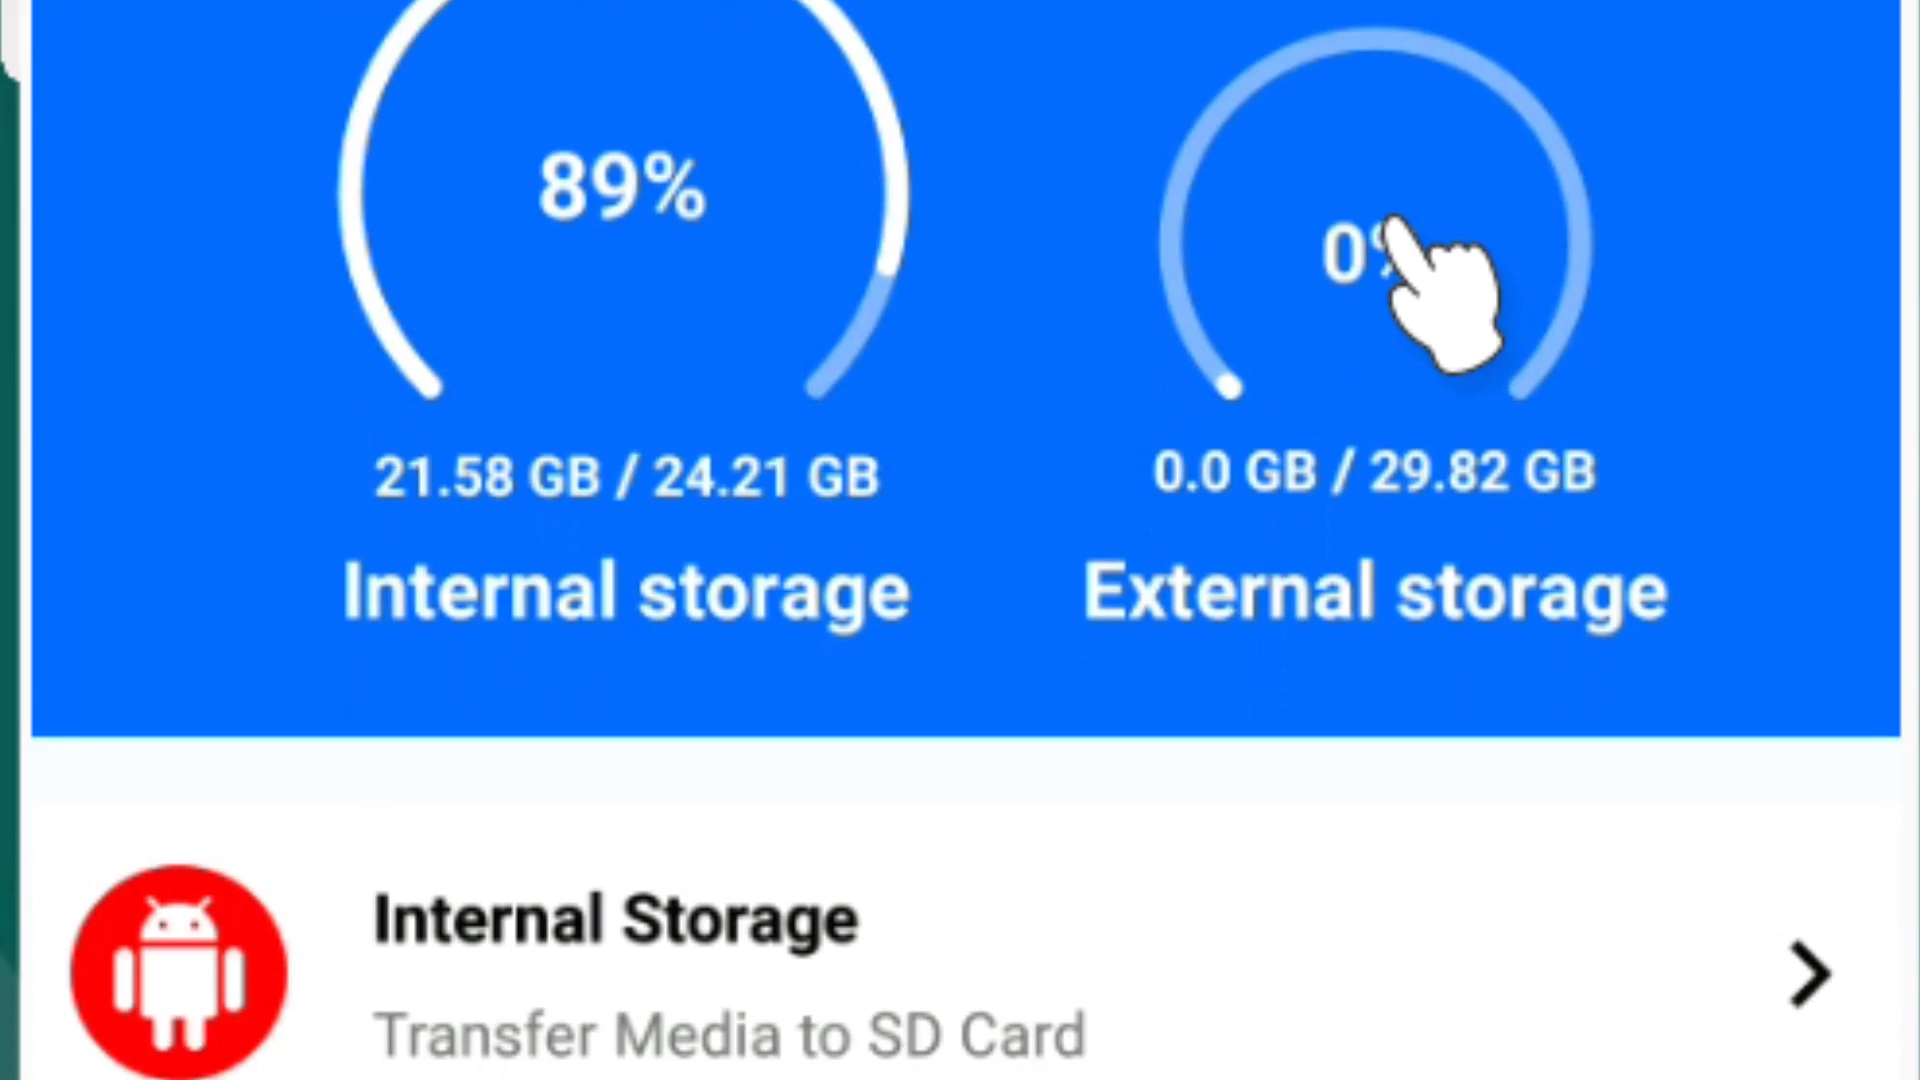 89%
0%
21.58 GB / 24.21 GB
0.0 GB / 29.82 GB
Internal storage
External storage
Internal Storage
Transfer Media to SD Card